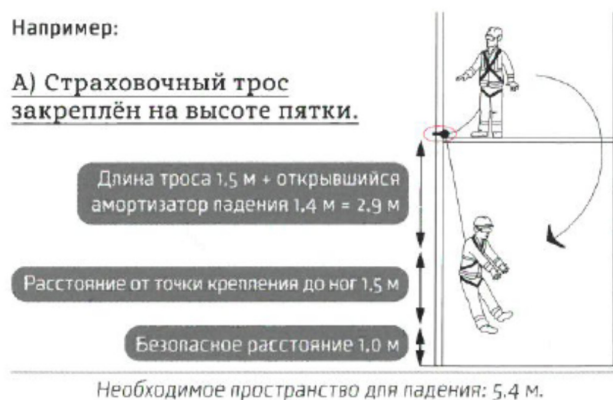 Например:
А) Страховочный трос
закреплён на высоте пятки.
Длина троса 1,5 м + открывшийся
амортизатор падения 1,4 м = 2,9 м
Расстояние от точки крепления до ног 1,5 м
Безопасное расстояние 1,0 м
Необходимое пространство для падения: 5,4 м.